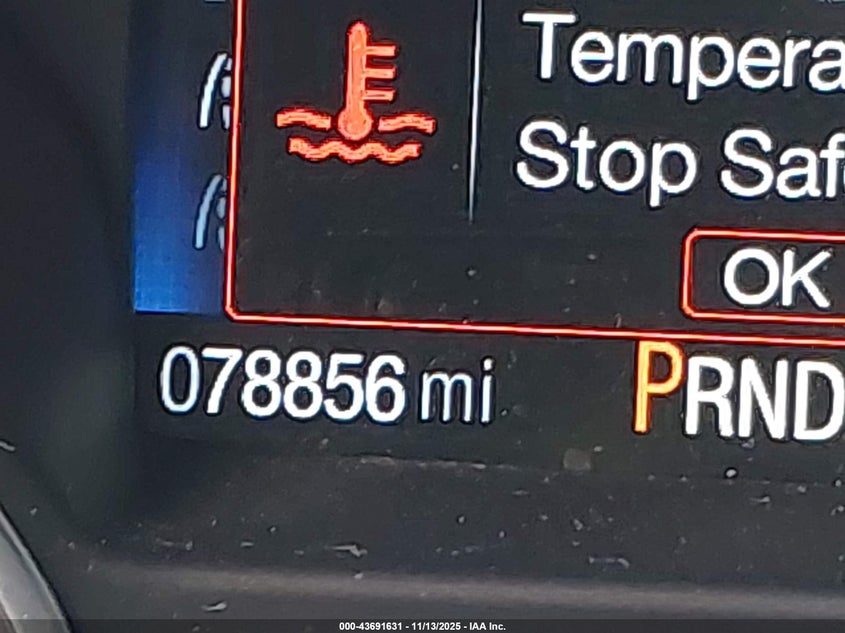 Tempera
Stop Saf
OK
078856 mi
PRND
000-43691631 - 11/13/2025 - IAA Inc.